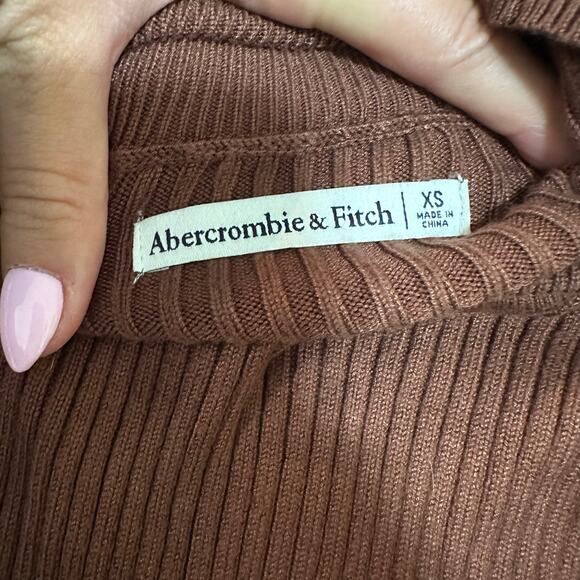 Abercrombie & Fitch
XS
MADE IN
CHINA